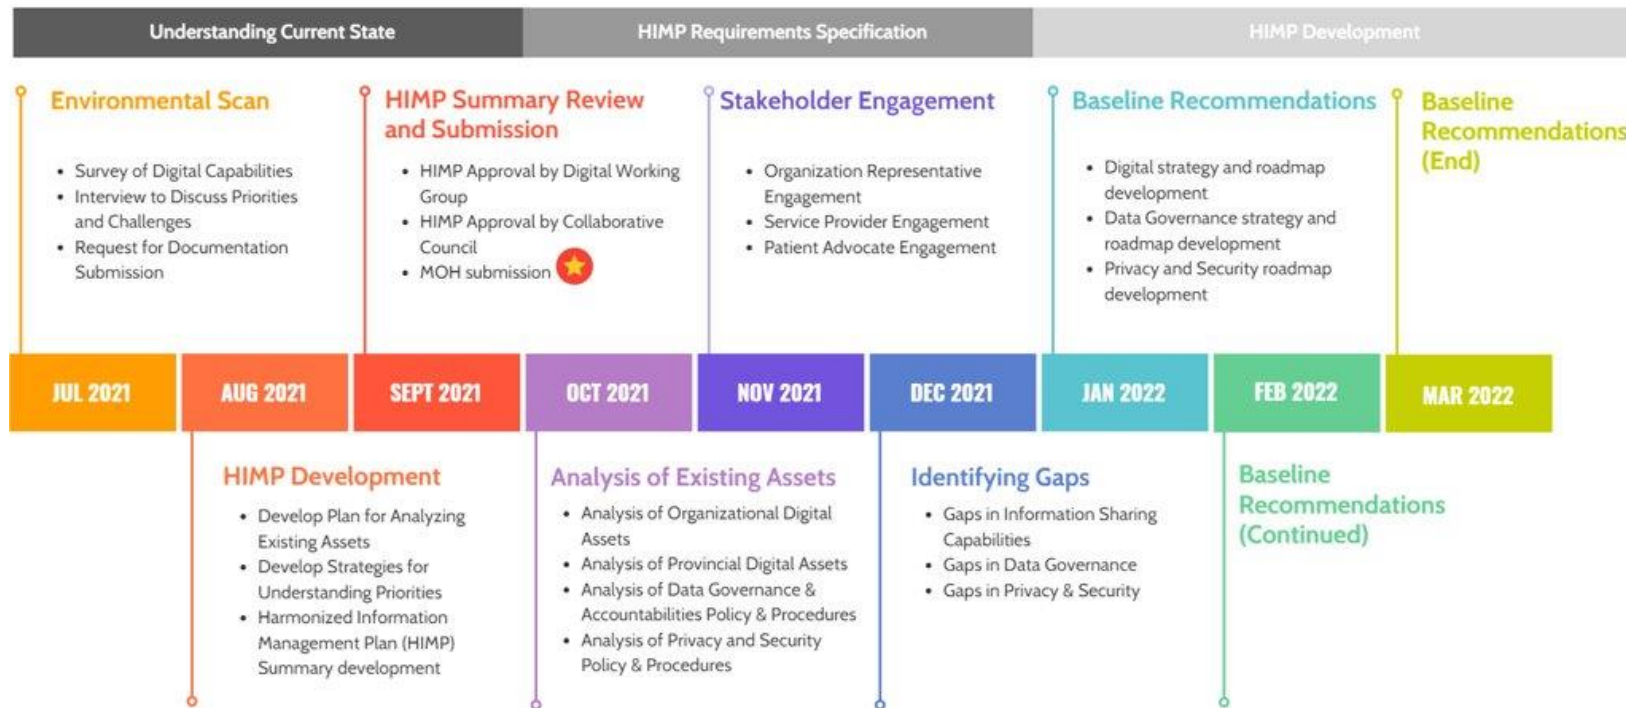 Understanding Current State
HIMP Requirements Specification
HIMP Development
Environmental Scan
• Survey of Digital Capabilities
• Interview to Discuss Priorities
and Challenges
• Request for Documentation
Submission
HIMP Summary Review
and Submission
• HIMP Approval by Digital Working
Group
• HIMP Approval by Collaborative
Council
• MOH submission
Stakeholder Engagement
• Organization Representative
Engagement
• Service Provider Engagement
• Patient Advocate Engagement
Baseline Recommendations
• Digital strategy and roadmap
development
• Data Governance strategy and
roadmap development
• Privacy and Security roadmap
development
Baseline
Recommendations
(End)
JUL 2021
AUG 2021
SEPT 2021
OCT 2021
NOV 2021
DEC 2021
JAN 2022
FEB 2022
MAR 2022
HIMP Development
• Develop Plan for Analyzing
Existing Assets
• Develop Strategies for
Understanding Priorities
• Harmonized Information
Management Plan (HIMP)
Summary development
Analysis of Existing Assets
• Analysis of Organizational Digital
Assets
• Analysis of Provincial Digital Assets
• Analysis of Data Governance &
Accountabilities Policy & Procedures
• Analysis of Privacy and Security
Policy & Procedures
Identifying Gaps
• Gaps in Information Sharing
Capabilities
• Gaps in Data Governance
• Gaps in Privacy & Security
Baseline
Recommendations
(Continued)